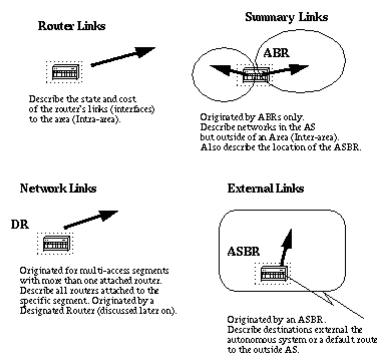 Router Links
Describe the state and cost
of the router's links (interfaces)
to the area (Intra-area).
Summary Links
ABR
Originated by ABRs only.
Describe networks in the AS
but outside of an Area (Inter-area).
Also describe the location of the ASBR.
Network Links
DR
Originated for multi-access segments
with more than one attached router.
Describe all routers attached to the
specific segment. Originated by a
Designated Router (discussed later on).
External Links
ASBR
Originated by an ASBR.
Describe destinations external the
autonomous system or a default route
to the outside AS.